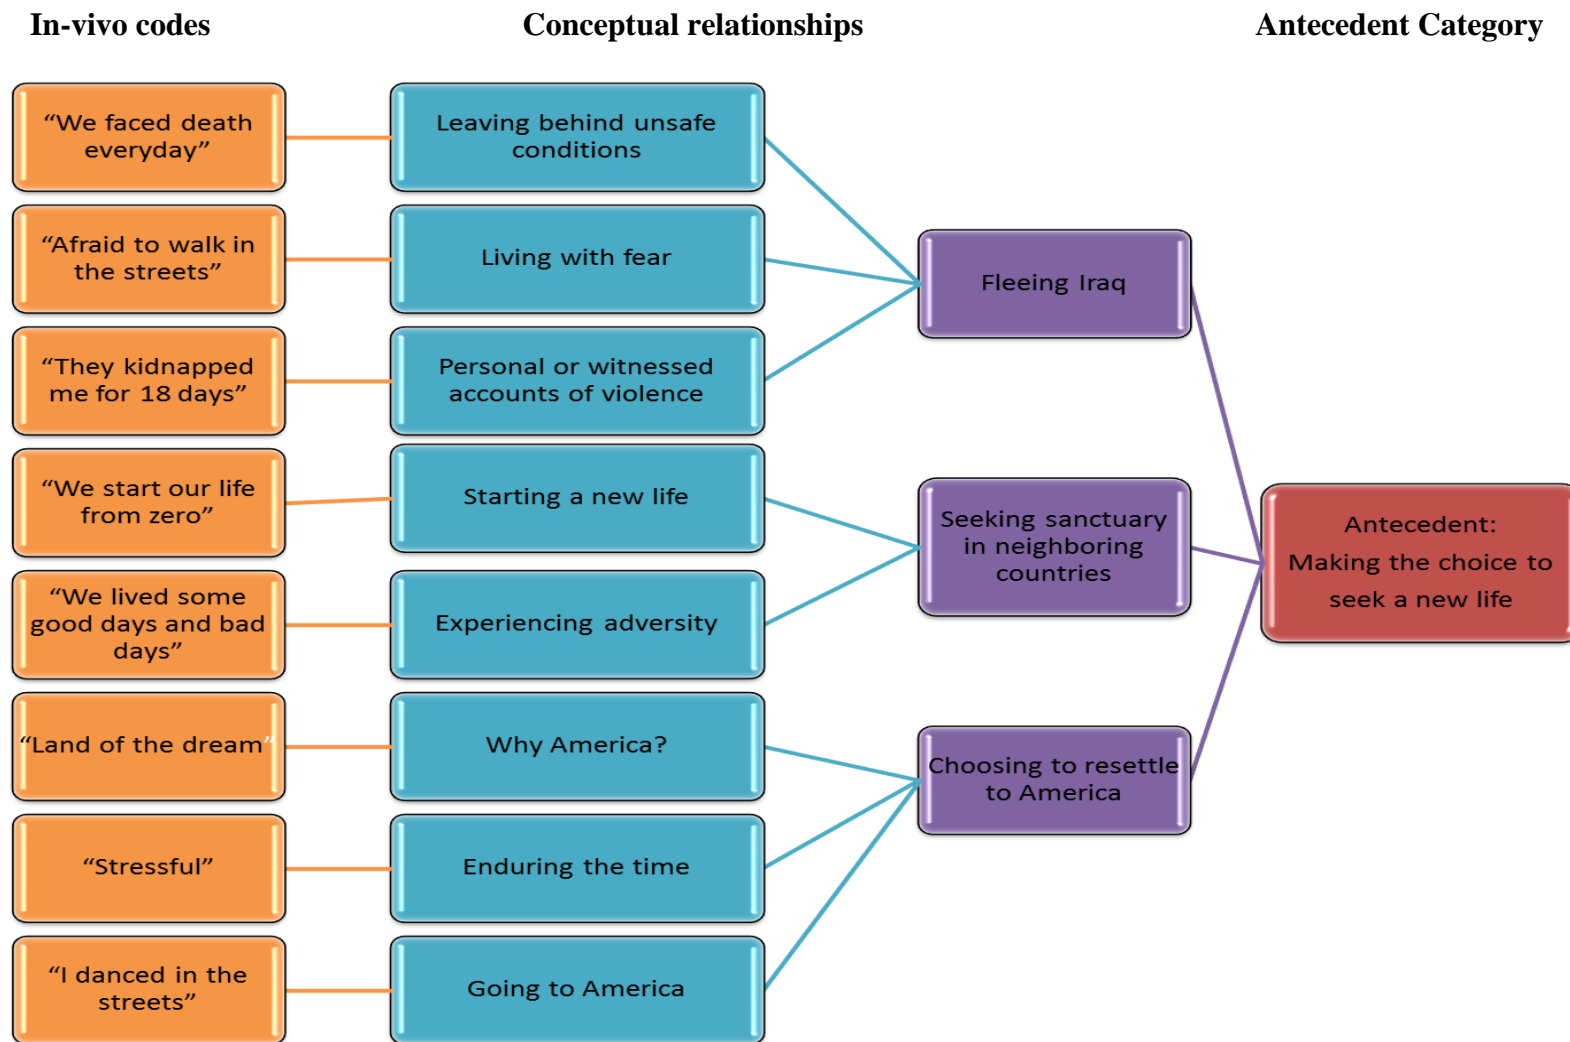 In-vivo codes
Conceptual relationships
Antecedent Category
“We faced death
everyday”
Leaving behind unsafe
conditions
“Afraid to walk in
the streets”
Living with fear
Fleeing Iraq
“They kidnapped
me for 18 days”
Personal or witnessed
accounts of violence
“We start our life
from zero”
Starting a new life
Seeking sanctuary
in neighboring
countries
Antecedent:
Making the choice to
seek a new life
“We lived some
good days and bad
days”
Experiencing adversity
“Land of the dream”
Why America?
Choosing to resettle
to America
“Stressful”
Enduring the time
“I danced in the
streets”
Going to America